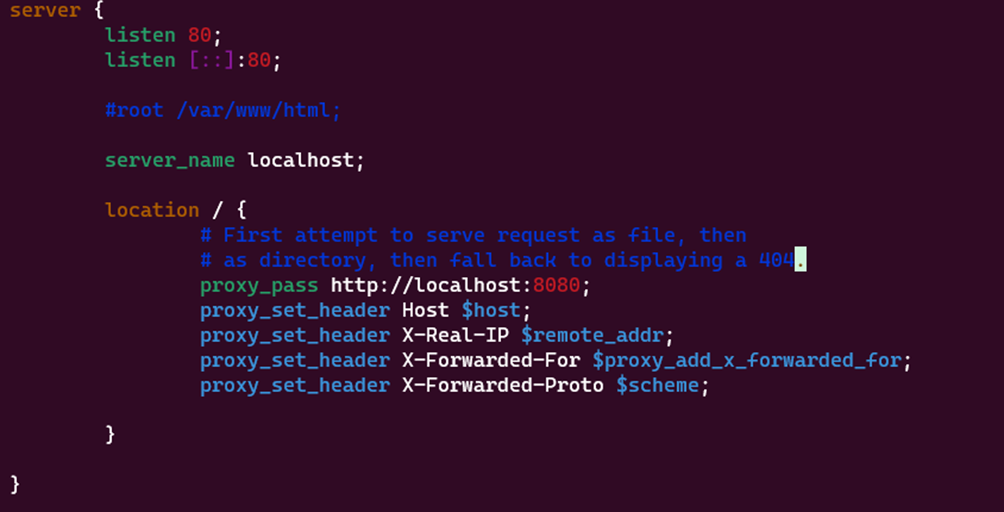 server {
listen 80;
listen [::]:80;
#root /var/www/html;
server_name localhost;
location / {
# First attempt to serve request as file, then
# as directory, then fall back to displaying a 404.
proxy_pass http://localhost:8080;
proxy_set_header Host $host;
proxy_set_header X-Real-IP $remote_addr;
proxy_set_header X-Forwarded-For $proxy_add_x_forwarded_for;
proxy_set_header X-Forwarded-Proto $scheme;
}
}